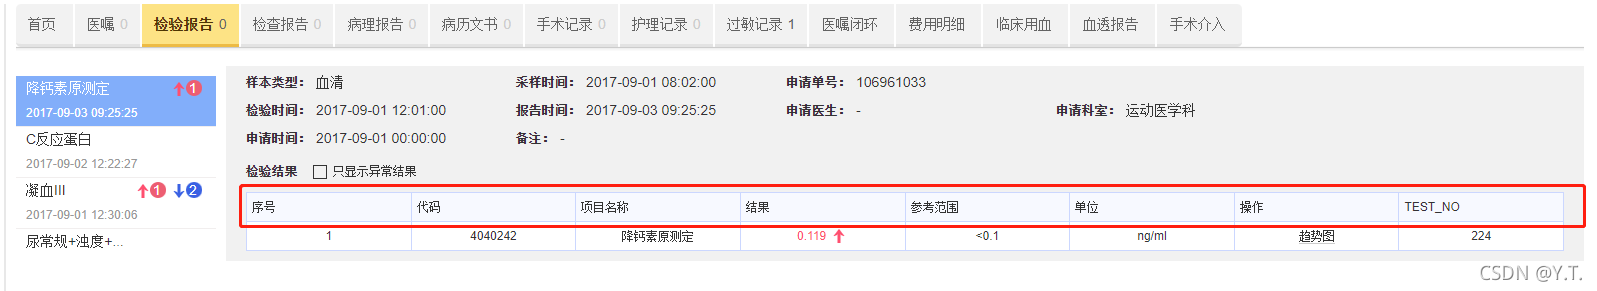 首页 医嘱 0 检验报告 0 检查报告 0 病理报告 0 病历文书 0 手术记录 0 护理记录 0 过敏记录 1 医嘱闭环 费用明细 临床用血 血透报告 手术介入
降钙素原测定 1
2017-09-03 09:25:25
C反应蛋白
2017-09-02 12:22:27
凝血III 1 2
2017-09-01 12:30:06
尿常规+浊度+...
样本类型： 血清 采样时间： 2017-09-01 08:02:00 申请单号： 106961033
检验时间： 2017-09-01 12:01:00 报告时间： 2017-09-03 09:25:25 申请医生： - 申请科室： 运动医学科
申请时间： 2017-09-01 00:00:00 备注： -
检验结果 只显示异常结果
序号 代码 项目名称 结果 参考范围 单位 操作 TEST_NO
1 4040242 降钙素原测定 0.119 <0.1 ng/ml 趋势图 224
CSDN @Y.T.